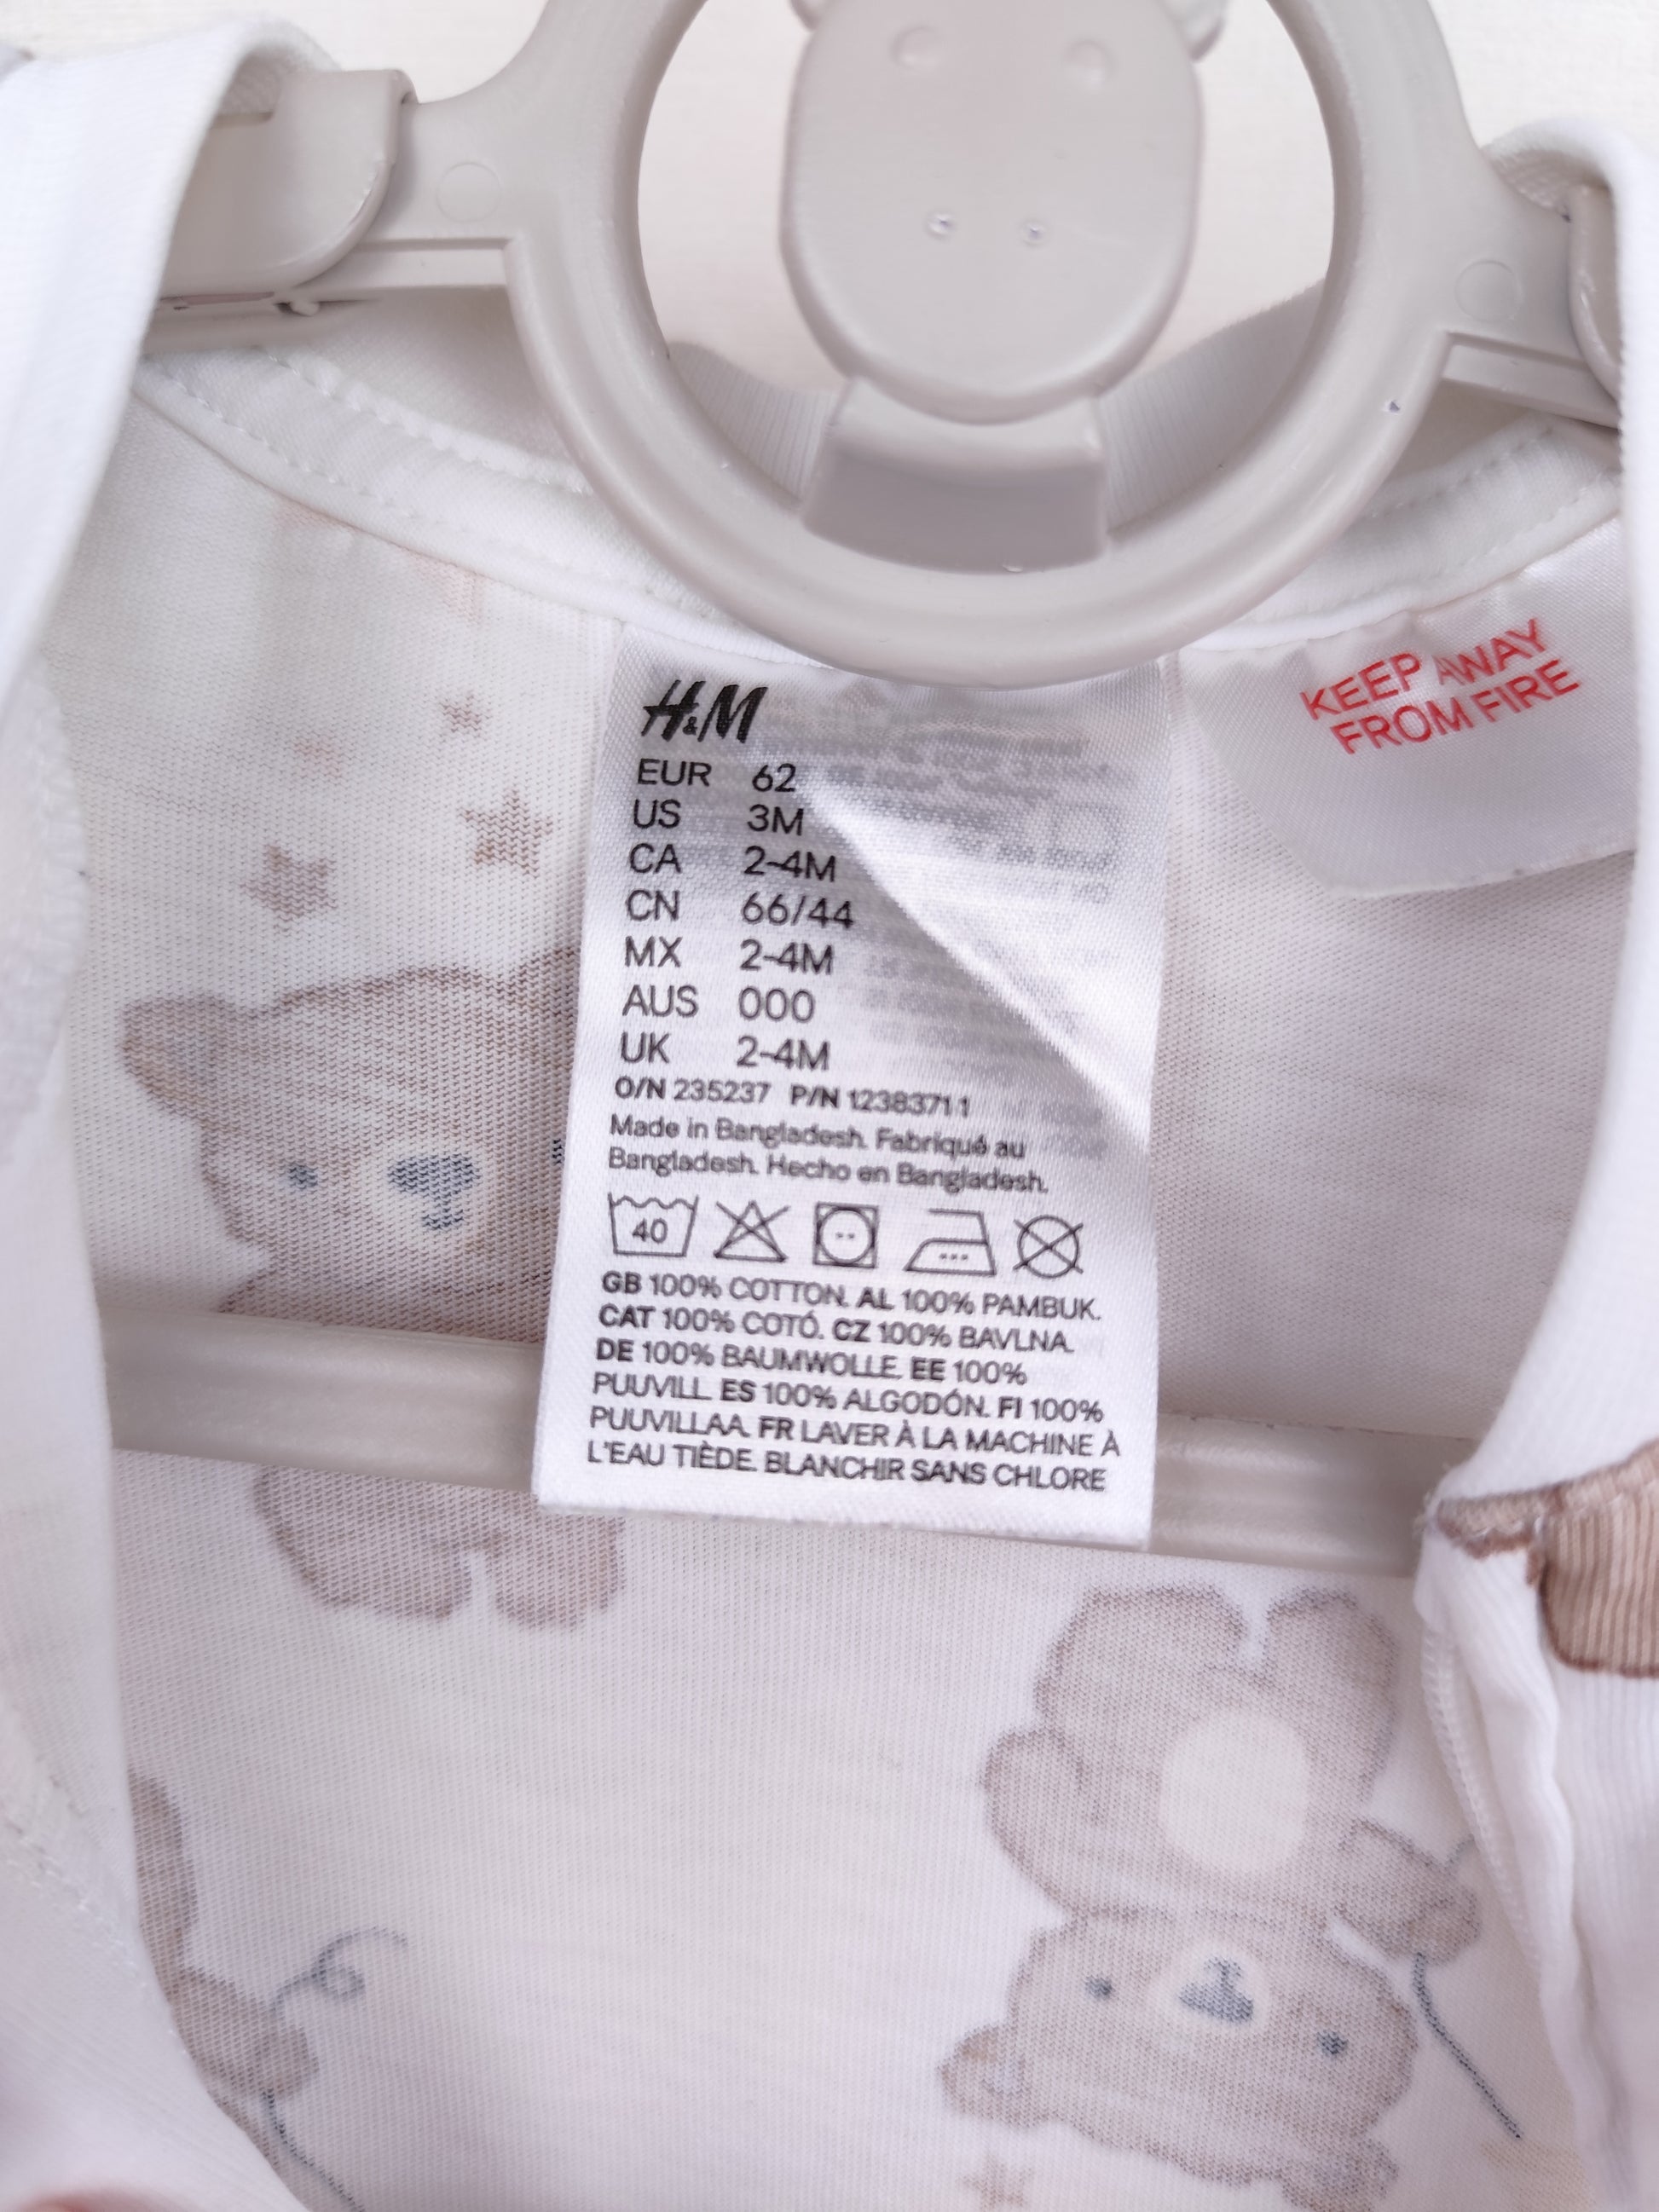 H&M
EUR 62
US 3M
CA 2-4M
CN 66/44
MX 2-4M
AUS 000
UK 2-4M
O/N 235237 P/N 12383711
Made in Bangladesh. Fabriqué au
Bangladesh. Hecho en Bangladesh.
40
GB 100% COTTON. AL 100% PAMBUK.
CAT 100% COTÓ. CZ 100% BAVLNA.
DE 100% BAUMWOLLE. EE 100%
PUUVILL. ES 100% ALGODÓN. FI 100%
PUUVILLAA. FR LAVER À LA MACHINE À
L'EAU TIÈDE. BLANCHIR SANS CHLORE
KEEP AWAY
FROM FIRE